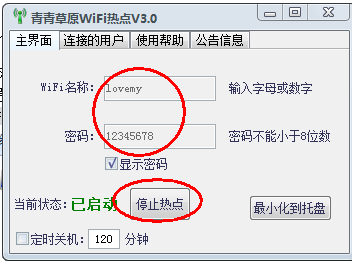 青青草原WiFi热点V3.0
主界面 连接的用户 使用帮助 公告信息
WiFi名称: lovemy 输入字母或数字
密码: 12345678 密码不能小于8位数
显示密码
当前状态: 已启动 停止热点 最小化到托盘
定时关机: 120 分钟